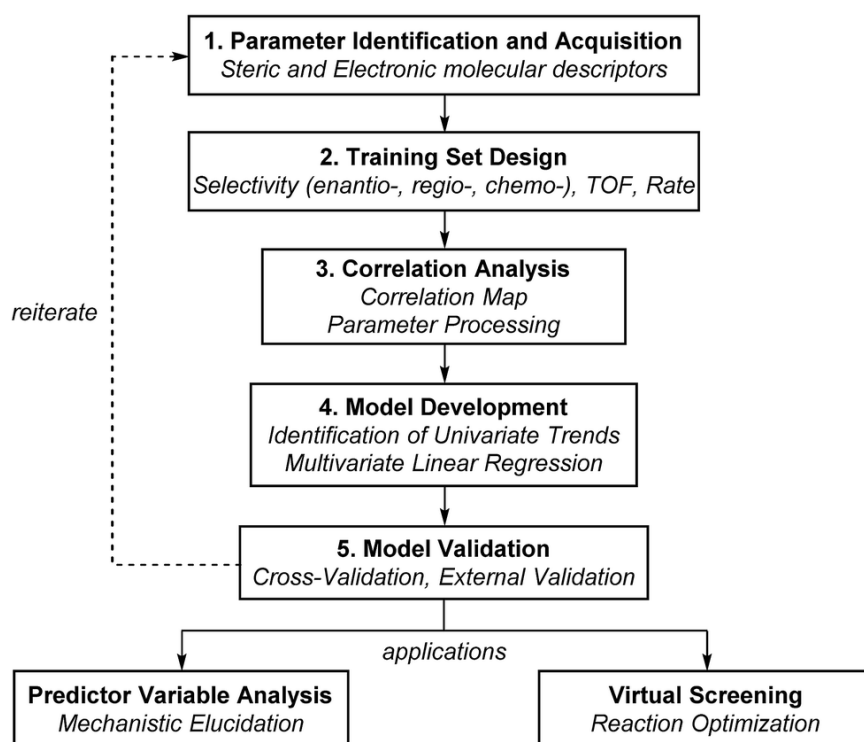 1. Parameter Identification and Acquisition
Steric and Electronic molecular descriptors
2. Training Set Design
Selectivity (enantio-, regio-, chemo-), TOF, Rate
3. Correlation Analysis
Correlation Map
Parameter Processing
reiterate
4. Model Development
Identification of Univariate Trends
Multivariate Linear Regression
5. Model Validation
Cross-Validation, External Validation
applications
Predictor Variable Analysis
Mechanistic Elucidation
Virtual Screening
Reaction Optimization